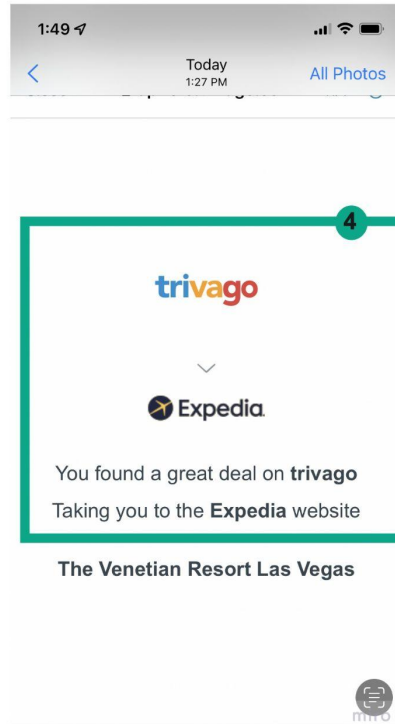 1:49
Today
1:27 PM
All Photos
4
trivago
Expedia
You found a great deal on trivago
Taking you to the Expedia website
The Venetian Resort Las Vegas
miro